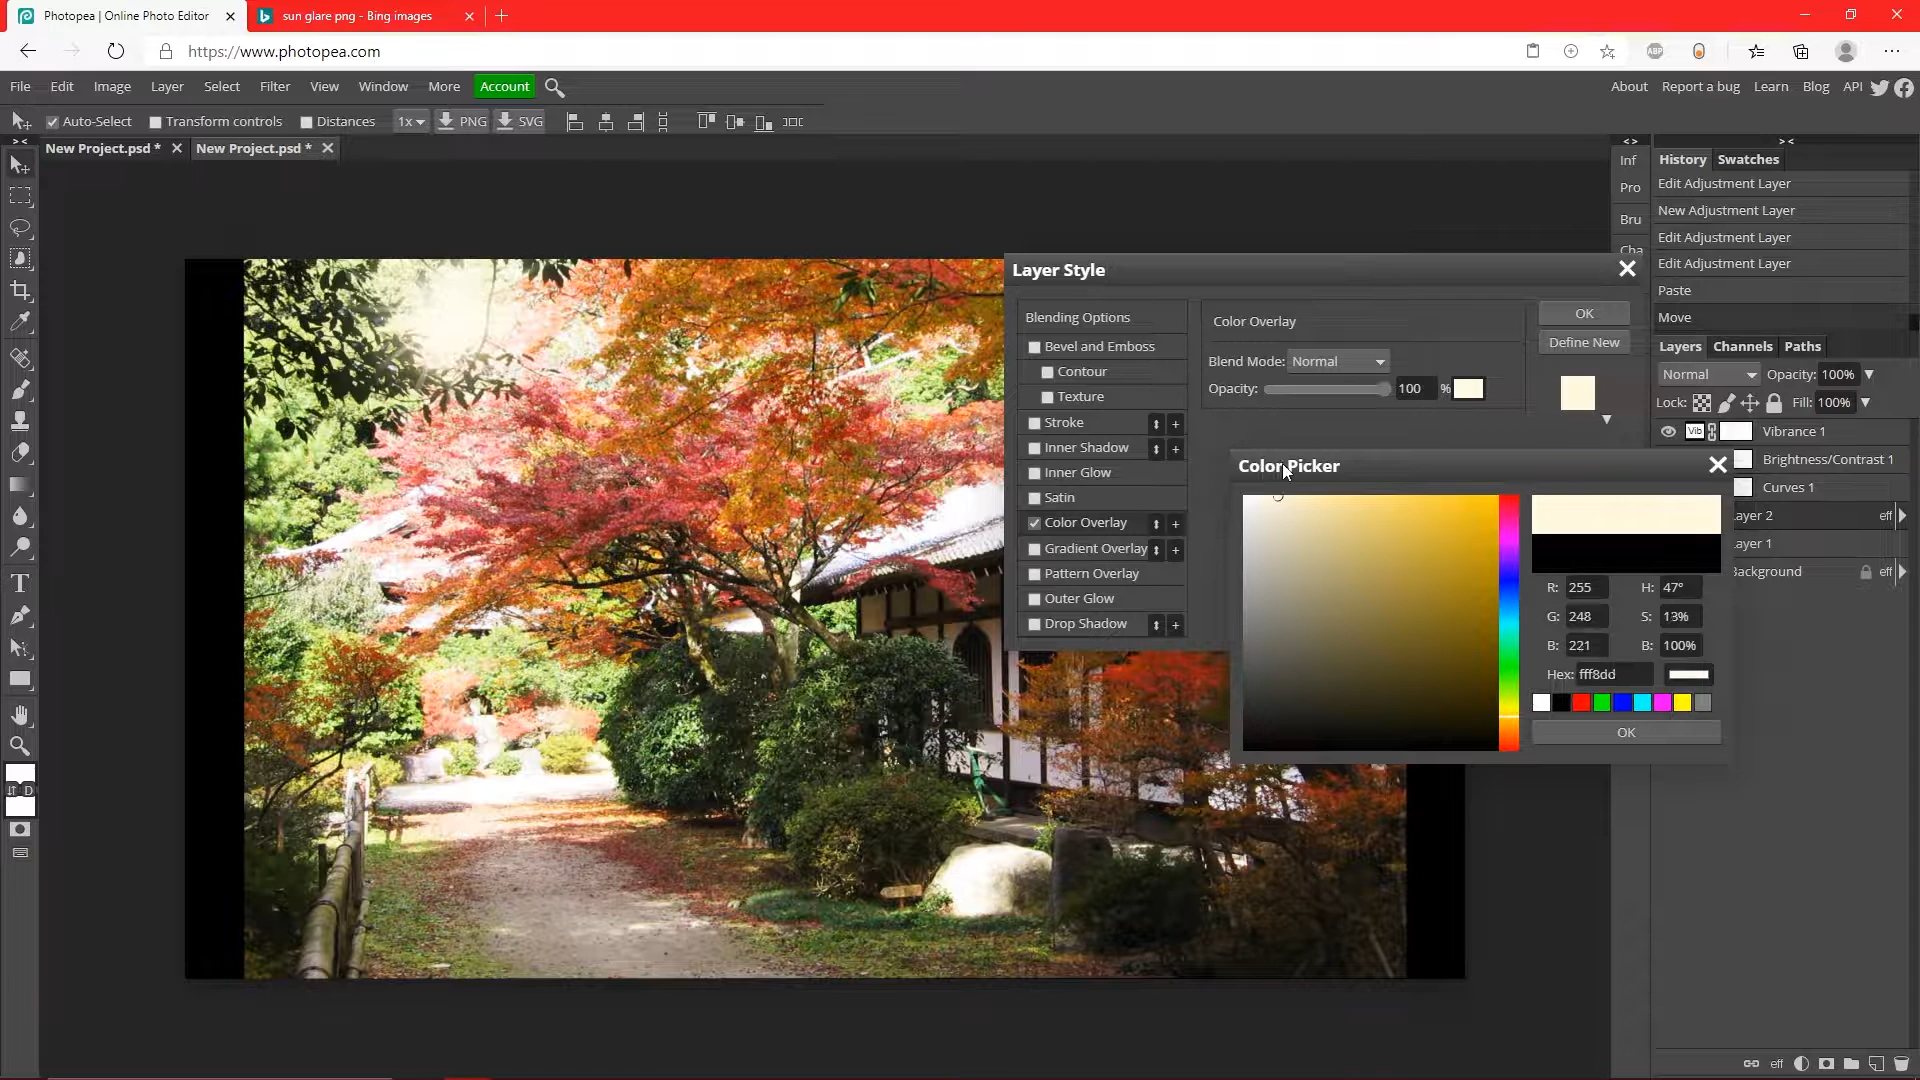 Photopea | Online Photo Editor
sun glare png - Bing images
https://www.photopea.com
ABP
File Edit Image Layer Select Filter View Window More Account
About Report a bug Learn Blog API
Auto-Select Transform controls Distances 1x PNG SVG
New Project.psd * New Project.psd *
Inf
Pro
Bru
Cha
History Swatches
Edit Adjustment Layer
New Adjustment Layer
Edit Adjustment Layer
Edit Adjustment Layer
Paste
Move
Layers Channels Paths
Normal Opacity: 100%
Lock: Fill: 100%
Vib Vibrance 1
Brightness/Contrast 1
Curves 1
ayer 2 eff
ayer 1
Background eff
Layer Style
Blending Options
Bevel and Emboss
Contour
Texture
Stroke +
Inner Shadow +
Inner Glow
Satin
Color Overlay +
Gradient Overlay +
Pattern Overlay
Outer Glow
Drop Shadow +
Color Overlay
Blend Mode: Normal
Opacity: 100 %
OK
Define New
Color Picker
R: 255 H: 47°
G: 248 S: 13%
B: 221 B: 100%
Hex: fff8dd
OK
T
D
eff